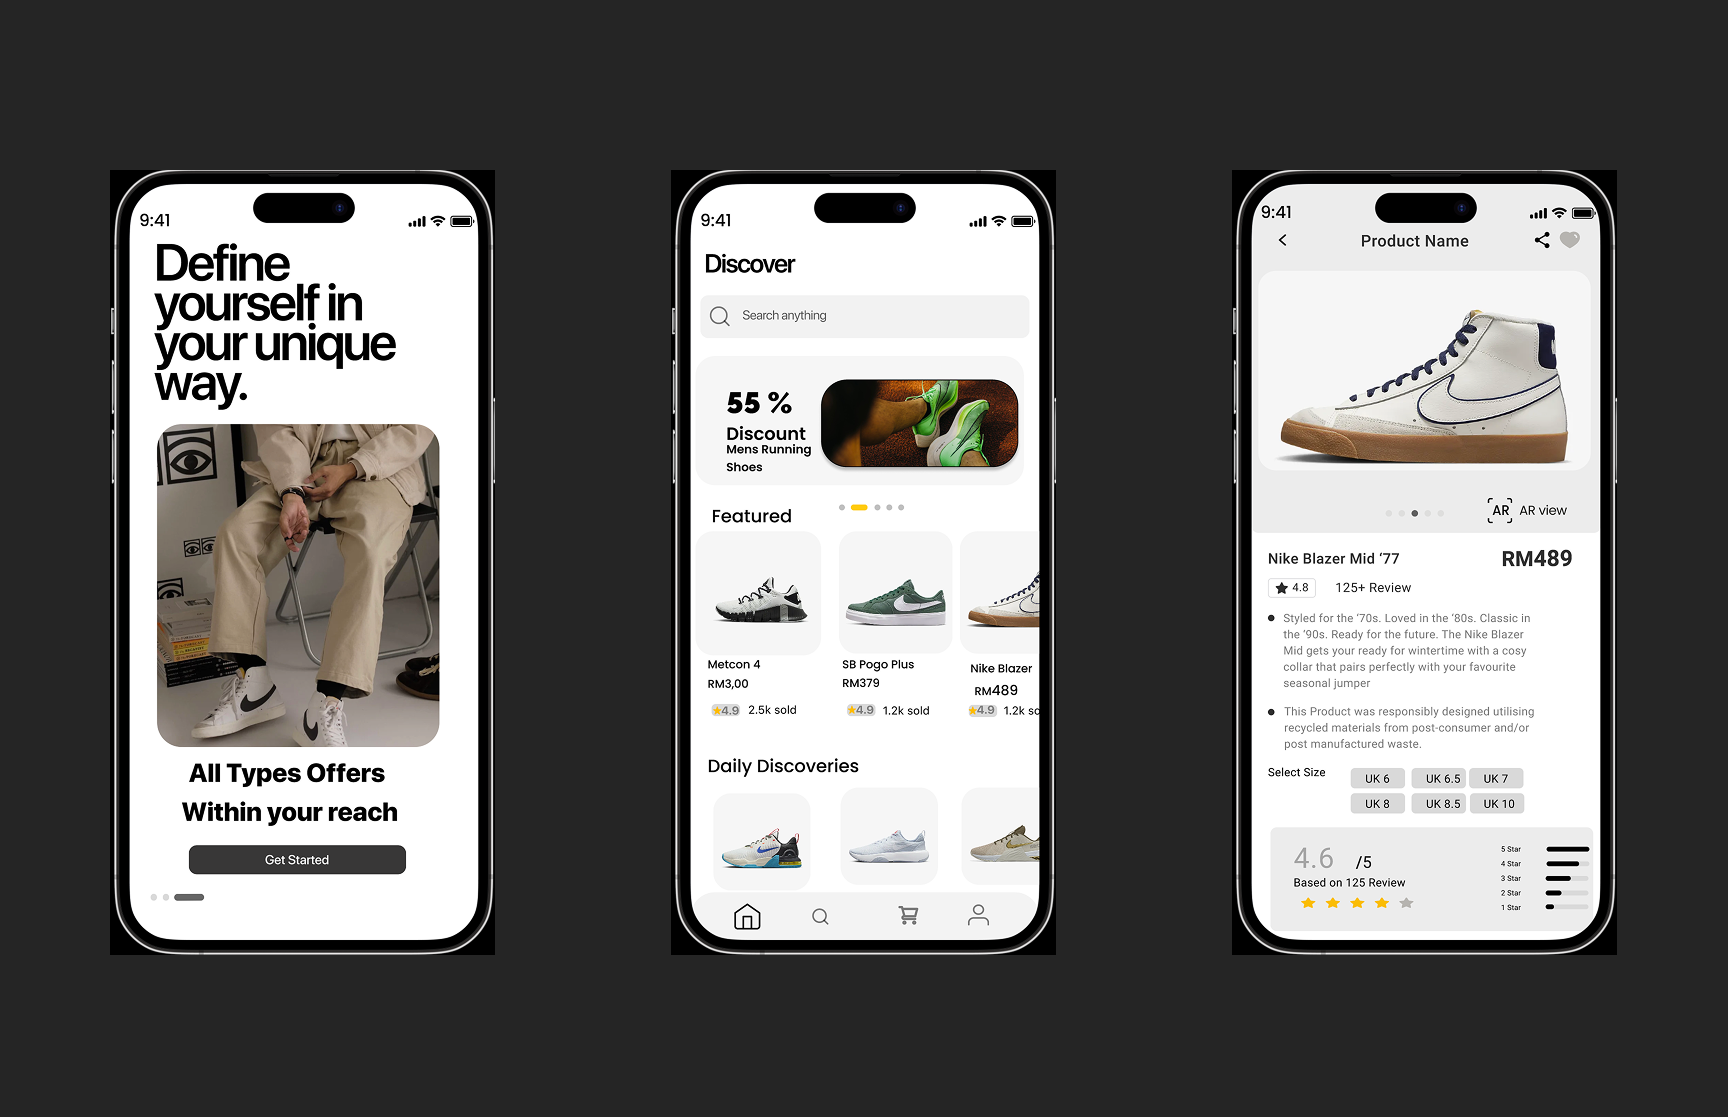 9:41
Define
yourself in
your unique
way.
All Types Offers
Within your reach
Get Started
9:41
Discover
Search anything
55 %
Discount
Mens Running
Shoes
Featured
Metcon 4
RM3,00
4.9 2.5k sold
SB Pogo Plus
RM379
4.9 1.2k sold
Nike Blazer
RM489
4.9 1.2k so
Daily Discoveries
9:41
Product Name
AR AR view
Nike Blazer Mid ‘77 RM489
4.8 125+ Review
Styled for the ‘70s. Loved in the ‘80s. Classic in
the ‘90s. Ready for the future. The Nike Blazer
Mid gets your ready for wintertime with a cosy
collar that pairs perfectly with your favourite
seasonal jumper
This Product was responsibly designed utilising
recycled materials from post-consumer and/or
post manufactured waste.
Select Size UK 6 UK 6.5 UK 7
UK 8 UK 8.5 UK 10
4.6 /5
Based on 125 Review
5 Star
4 Star
3 Star
2 Star
1 Star